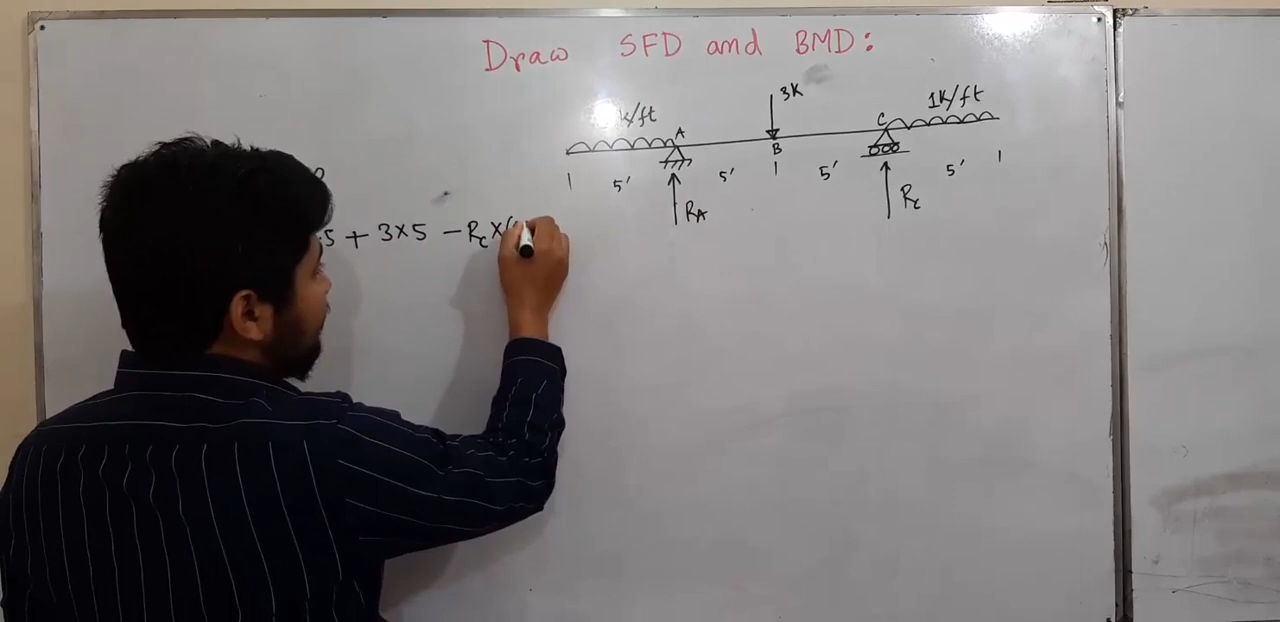 Draw SFD and BMD:
3K
k/ft
1K/ft
A
B
C
5'
5'
5'
5'
RA
RC
.5 + 3×5 - Rc×(